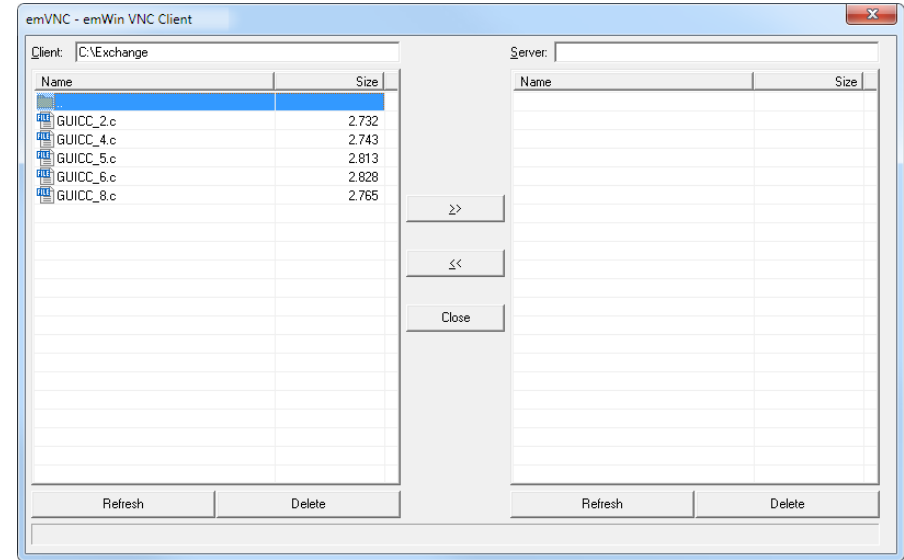 emVNC - emWin VNC Client
Client: C:\Exchange
Server:
Name Size
..
GUICC_2.c 2.732
GUICC_4.c 2.743
GUICC_5.c 2.813
GUICC_6.c 2.828
GUICC_8.c 2.765
Name Size
>>
<<
Close
Refresh Delete
Refresh Delete